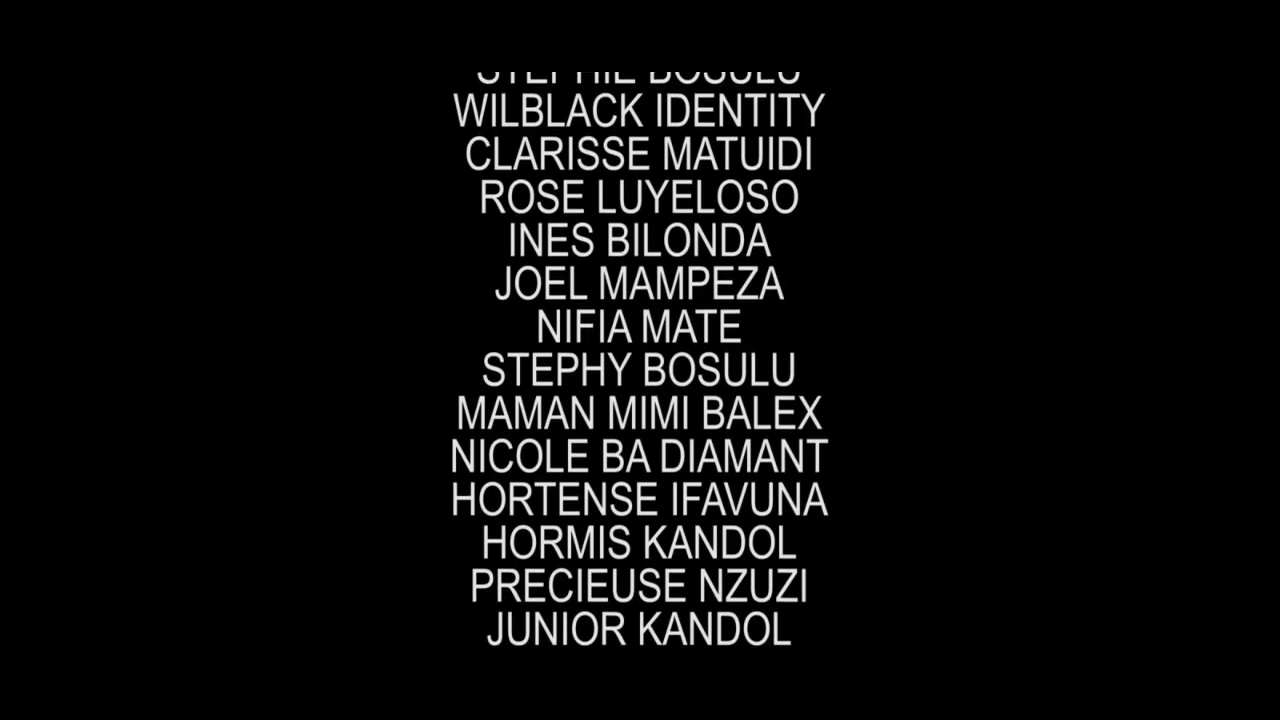 BOSULU
WILBLACK IDENTITY
CLARISSE MATUIDI
ROSE LUYELOSO
INES BILONDA
JOEL MAMPEZA
NIFIA MATE
STEPHY BOSULU
MAMAN MIMI BALEX
NICOLE BA DIAMANT
HORTENSE IFAVUNA
HORMIS KANDOL
PRECIEUSE NZUZI
JUNIOR KANDOL